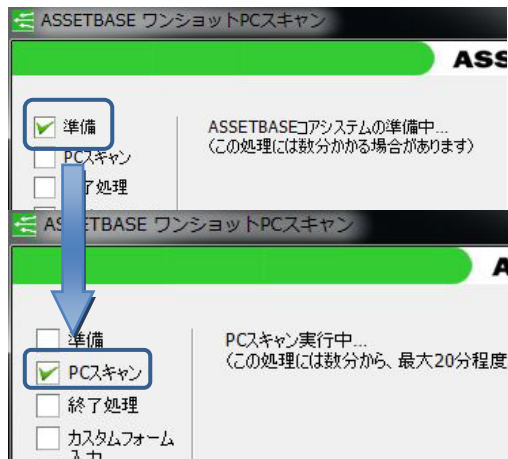 ASSETBASE ワンショットPCスキャン
ASS
準備
ASSETBASEコアシステムの準備中...
(この処理には数分かかる場合があります)
PCスキャン
了処理
AS ETBASE ワンショットPCスキャン
A
準備
PCスキャン実行中...
(この処理には数分から、最大20分程度
PCスキャン
終了処理
カスタムフォーム
入力